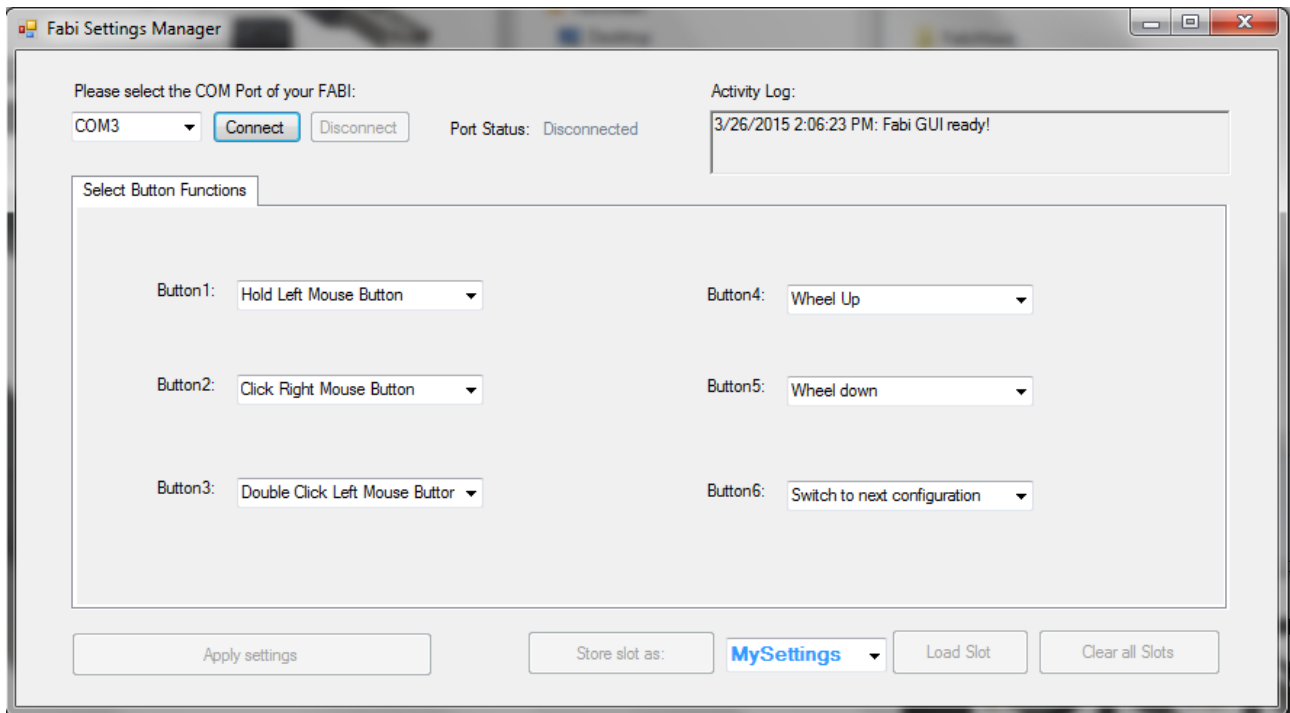 Fabi Settings Manager
Please select the COM Port of your FABI:
Activity Log:
COM3
Connect
Disconnect
Port Status: Disconnected
3/26/2015 2:06:23 PM: Fabi GUI ready!
Select Button Functions
Button1: Hold Left Mouse Button
Button4: Wheel Up
Button2: Click Right Mouse Button
Button5: Wheel down
Button3: Double Click Left Mouse Buttor
Button6: Switch to next configuration
Apply settings
Store slot as:
MySettings
Load Slot
Clear all Slots